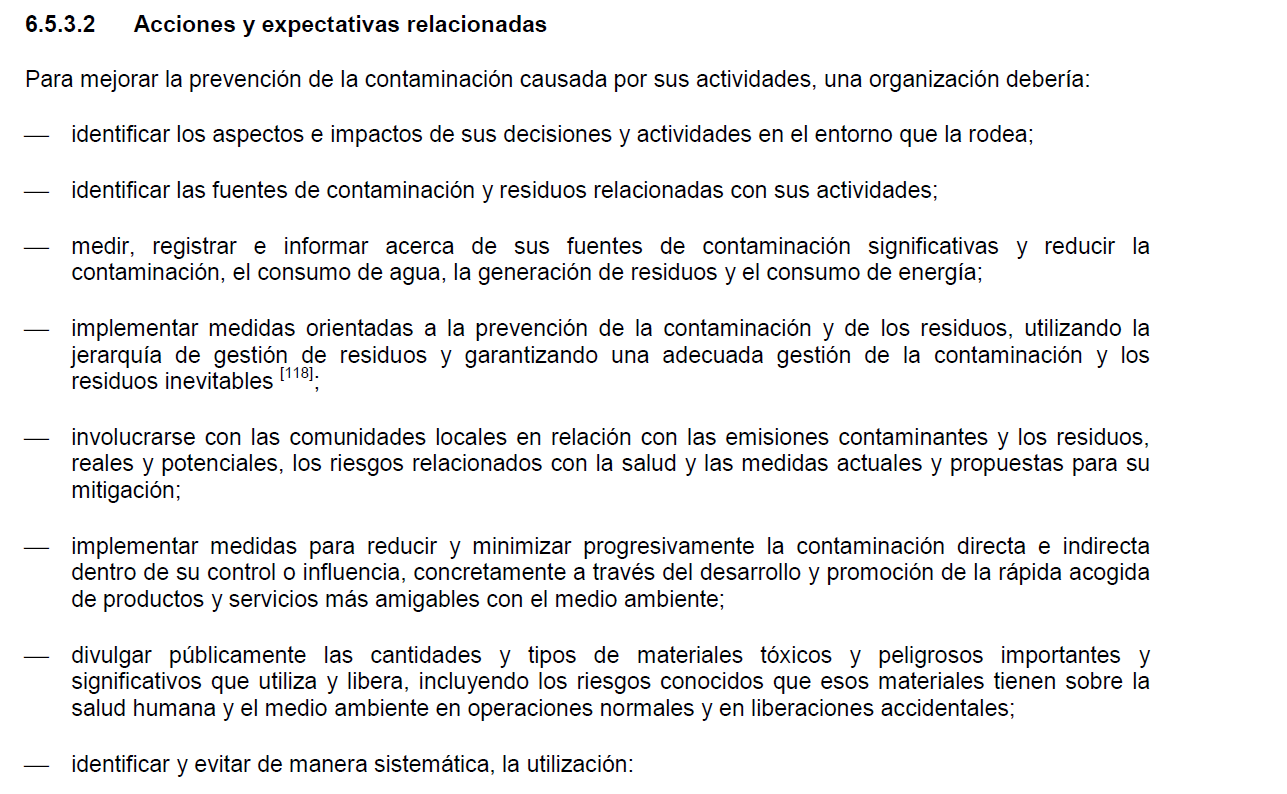 6.5.3.2 Acciones y expectativas relacionadas
Para mejorar la prevención de la contaminación causada por sus actividades, una organización debería:
— identificar los aspectos e impactos de sus decisiones y actividades en el entorno que la rodea;
— identificar las fuentes de contaminación y residuos relacionadas con sus actividades;
— medir, registrar e informar acerca de sus fuentes de contaminación significativas y reducir la
contaminación, el consumo de agua, la generación de residuos y el consumo de energía;
— implementar medidas orientadas a la prevención de la contaminación y de los residuos, utilizando la
jerarquía de gestión de residuos y garantizando una adecuada gestión de la contaminación y los
residuos inevitables [118];
— involucrarse con las comunidades locales en relación con las emisiones contaminantes y los residuos,
reales y potenciales, los riesgos relacionados con la salud y las medidas actuales y propuestas para su
mitigación;
— implementar medidas para reducir y minimizar progresivamente la contaminación directa e indirecta
dentro de su control o influencia, concretamente a través del desarrollo y promoción de la rápida acogida
de productos y servicios más amigables con el medio ambiente;
— divulgar públicamente las cantidades y tipos de materiales tóxicos y peligrosos importantes y
significativos que utiliza y libera, incluyendo los riesgos conocidos que esos materiales tienen sobre la
salud humana y el medio ambiente en operaciones normales y en liberaciones accidentales;
— identificar y evitar de manera sistemática, la utilización: